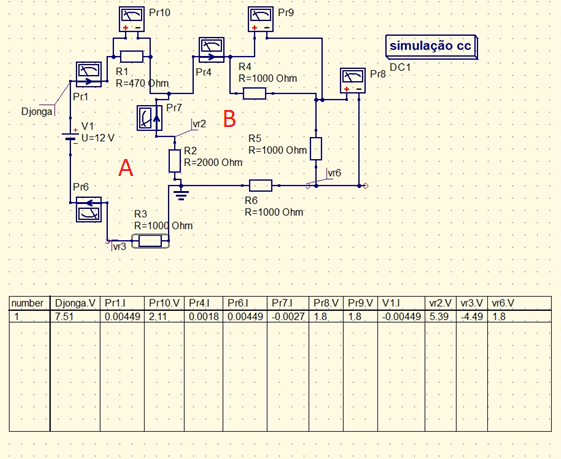 Pr10
Pr9
simulação cc
DC1
R1
R=470 Ohm
Pr1
Pr4
R4
R=1000 Ohm
Pr8
Djonga
Pr7
vr2
B
V1
U=12 V
R5
R=1000 Ohm
R2
R=2000 Ohm
A
vr6
Pr6
R6
R=1000 Ohm
R3
R=1000 Ohm
vr3
number Djonga.V Pr1.I Pr10.V Pr4.I Pr6.I Pr7.I Pr8.V Pr9.V V1.I vr2.V vr3.V vr6.V
1 7.51 0.00449 2.11 0.0018 0.00449 -0.0027 1.8 1.8 -0.00449 5.39 -4.49 1.8